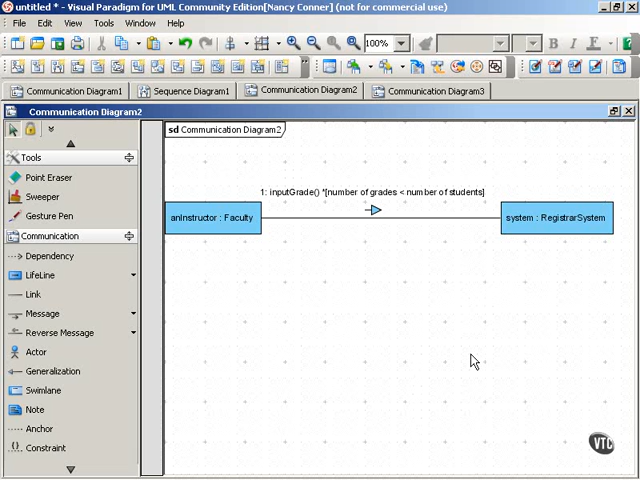 untitled * - Visual Paradigm for UML Community Edition[Nancy Conner] (not for commercial use)
File Edit View Tools Window Help
100%
B I F
Communication Diagram1 Sequence Diagram1 Communication Diagram2 Communication Diagram3
Communication Diagram2
Tools
Point Eraser
Sweeper
Gesture Pen
Communication
Dependency
LifeLine
Link
Message
Reverse Message
Actor
Generalization
Swimlane
Note
Anchor
Constraint
sd Communication Diagram2
1: inputGrade() *[number of grades < number of students]
anInstructor : Faculty
system : RegistrarSystem
VTC